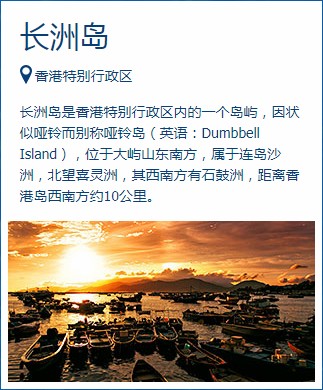 长洲岛
香港特别行政区
长洲岛是香港特别行政区内的一个岛屿，因状
似哑铃而别称哑铃岛（英语：Dumbbell
Island），位于大屿山东南方，属于连岛沙
洲，北望喜灵洲，其西南方有石鼓洲，距离香
港岛西南方约10公里。